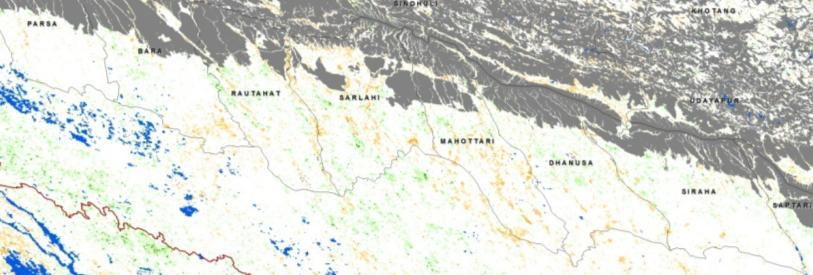 SINDHULI
KHOTANG
PARSA
BARA
RAUTAHAT
SARLAHI
UDAYAPUR
MAHOTTARI
DHANUSA
SIRAHA
SAPTARI